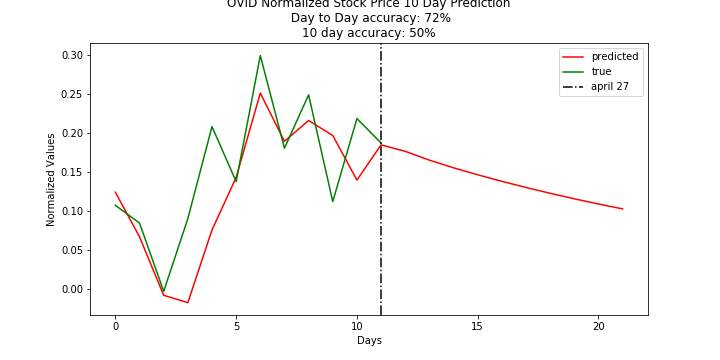 OVID Normalized Stock Price 10 Day Prediction
Day to Day accuracy: 72%
10 day accuracy: 50%
predicted
true
april 27
Normalized Values
0.30
0.25
0.20
0.15
0.10
0.05
0.00
0 5 10 15 20
Days